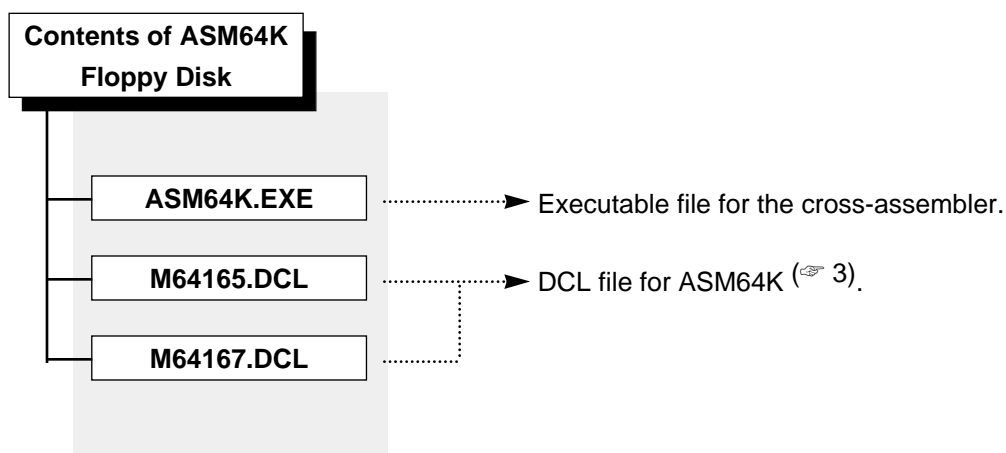 Contents of ASM64K
Floppy Disk
ASM64K.EXE
Executable file for the cross-assembler.
M64165.DCL
DCL file for ASM64K (☞ 3).
M64167.DCL